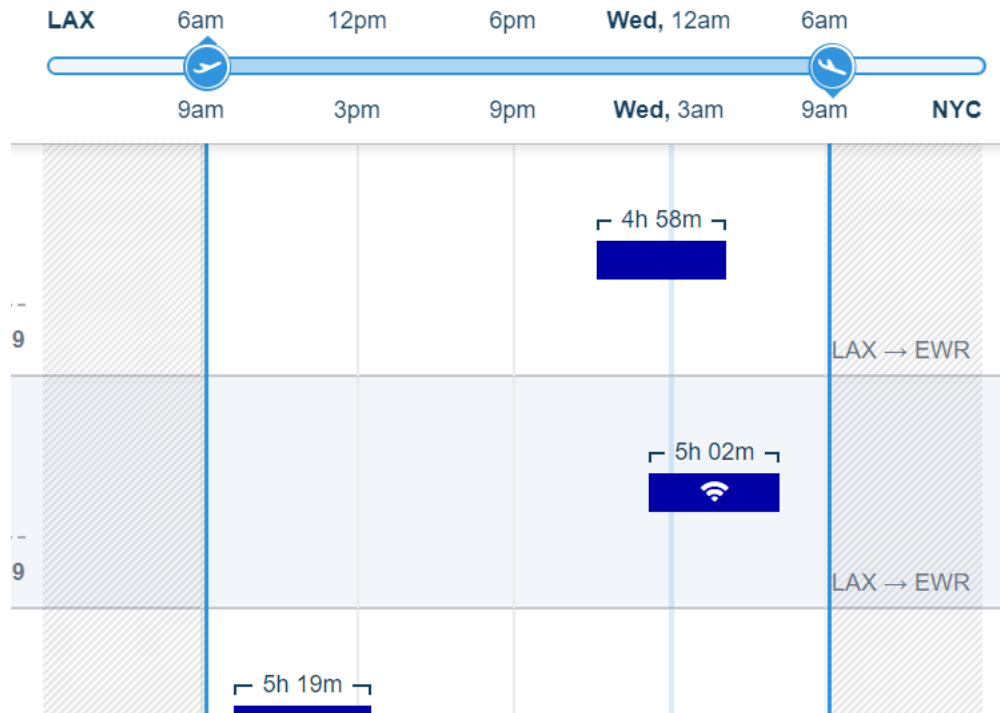 LAX 6am 12pm 6pm Wed, 12am 6am
9am 3pm 9pm Wed, 3am 9am NYC
4h 58m
9
LAX → EWR
5h 02m
9
LAX → EWR
5h 19m